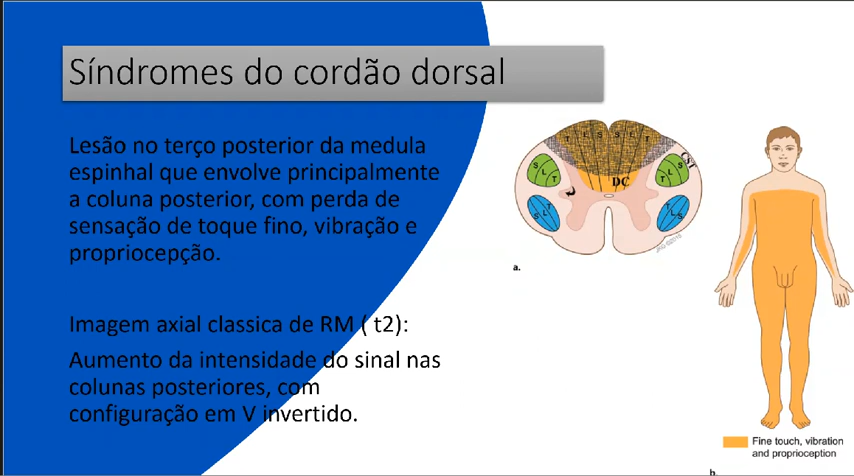 Síndromes do cordão dorsal
Lesão no terço posterior da medula
espinhal que envolve principalmente
a coluna posterior, com perda de
sensação de toque fino, vibração e
propriocepção.
Imagem axial classica de RM ( t2):
Aumento da intensidade do sinal nas
colunas posteriores, com
configuração em V invertido.
T L S S L T
S L T
T L S
CST
DC
S L T
T L S
a.
Fine touch, vibration
and proprioception
b.